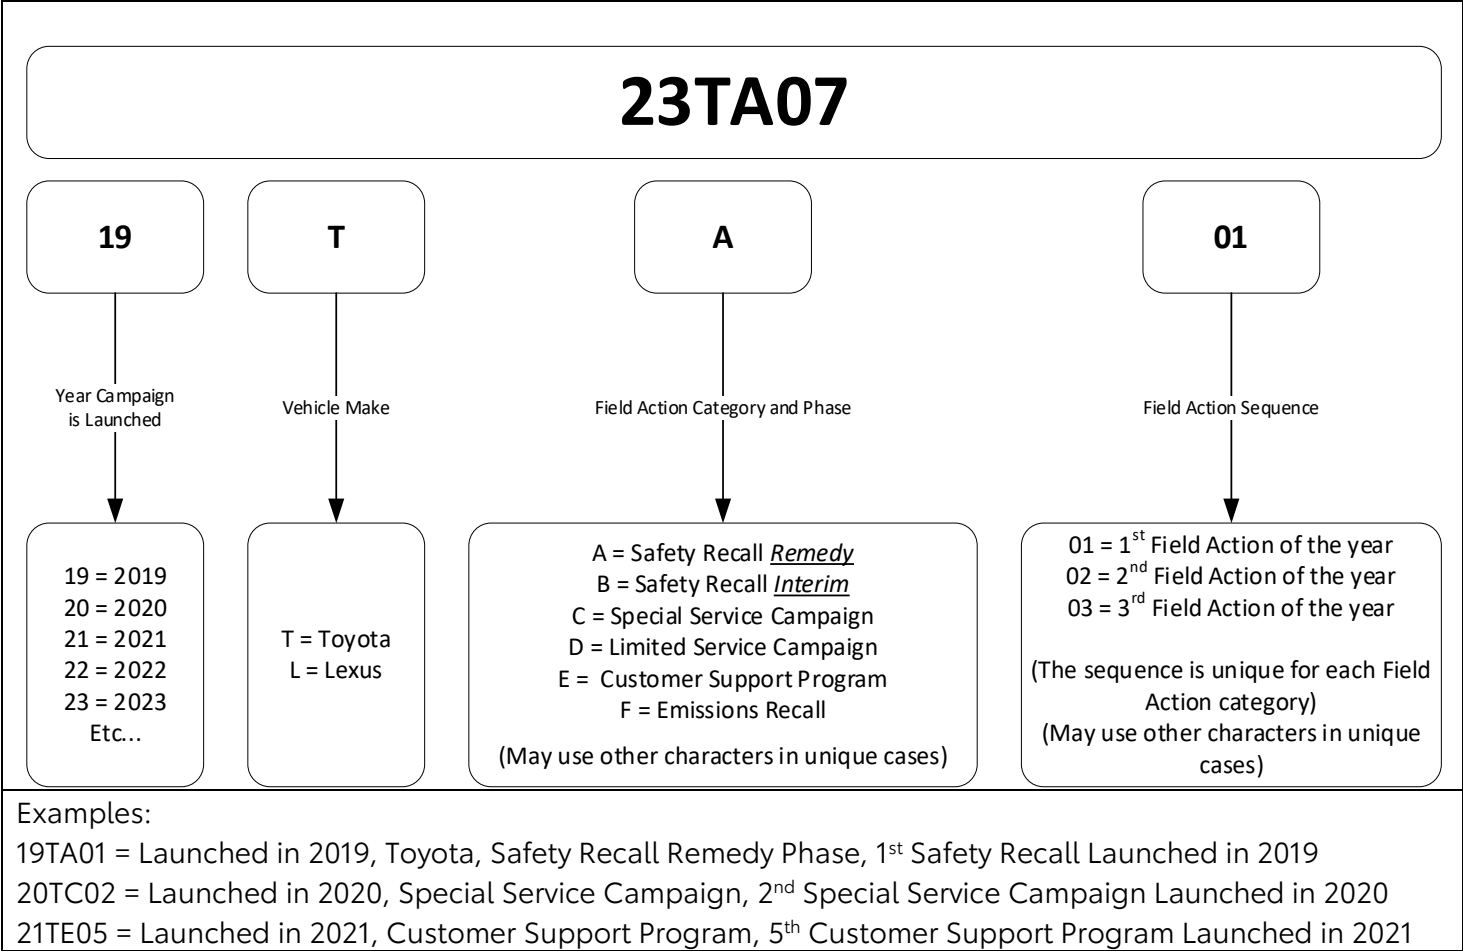 23TA07
19
T
A
01
Year Campaign
is Launched
Vehicle Make
Field Action Category and Phase
Field Action Sequence
19 = 2019
20 = 2020
21 = 2021
22 = 2022
23 = 2023
Etc...
T = Toyota
L = Lexus
A = Safety Recall Remedy
B = Safety Recall Interim
C = Special Service Campaign
D = Limited Service Campaign
E = Customer Support Program
F = Emissions Recall
(May use other characters in unique cases)
01 = 1st Field Action of the year
02 = 2nd Field Action of the year
03 = 3rd Field Action of the year
(The sequence is unique for each Field
Action category)
(May use other characters in unique
cases)
Examples:
19TA01 = Launched in 2019, Toyota, Safety Recall Remedy Phase, 1st Safety Recall Launched in 2019
20TC02 = Launched in 2020, Special Service Campaign, 2nd Special Service Campaign Launched in 2020
21TE05 = Launched in 2021, Customer Support Program, 5th Customer Support Program Launched in 2021